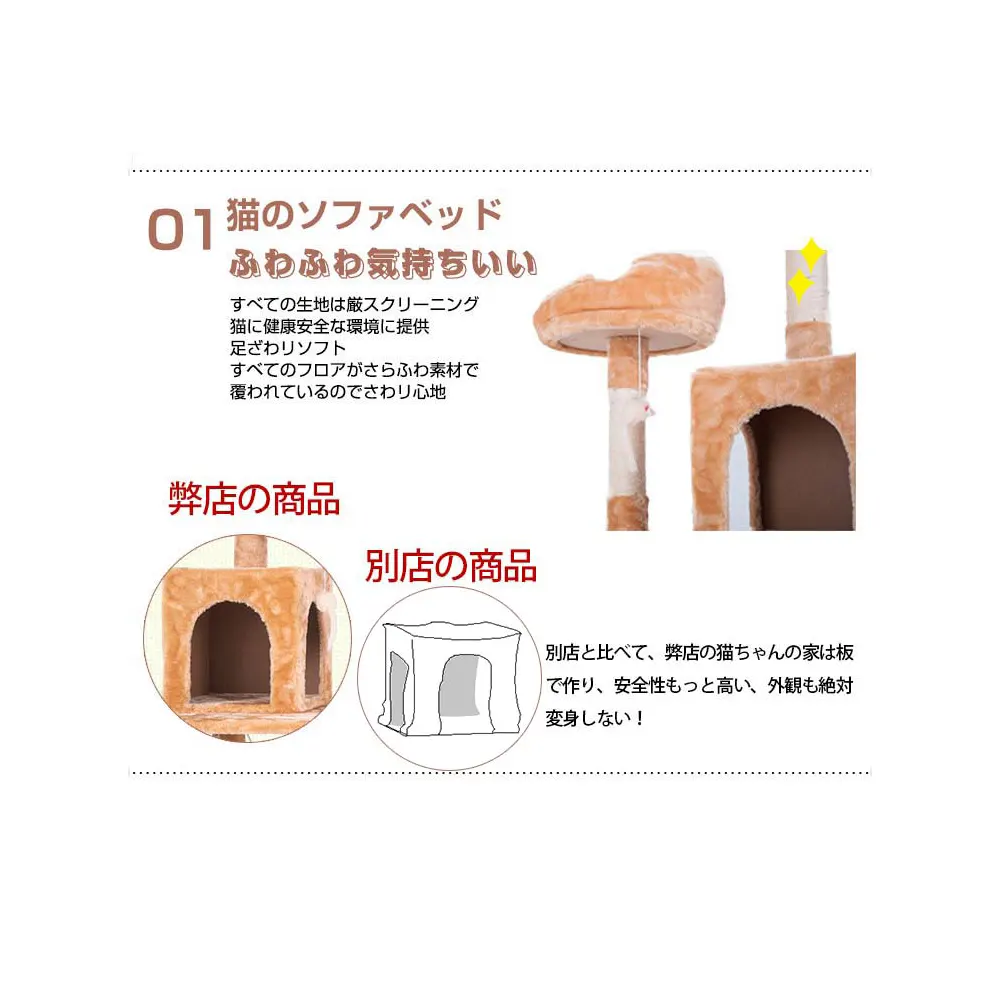 01
猫のソファベッド
ふわふわ気持ちいい
すべての生地は厳スクリーニング
猫に健康安全な環境に提供
足ざわりソフト
すべてのフロアがさらふわ素材で
覆われているのでさわり心地
弊店の商品
別店の商品
別店と比べて、弊店の猫ちゃんの家は板
で作り、安全性もっと高い、外観も絶対
変身しない！